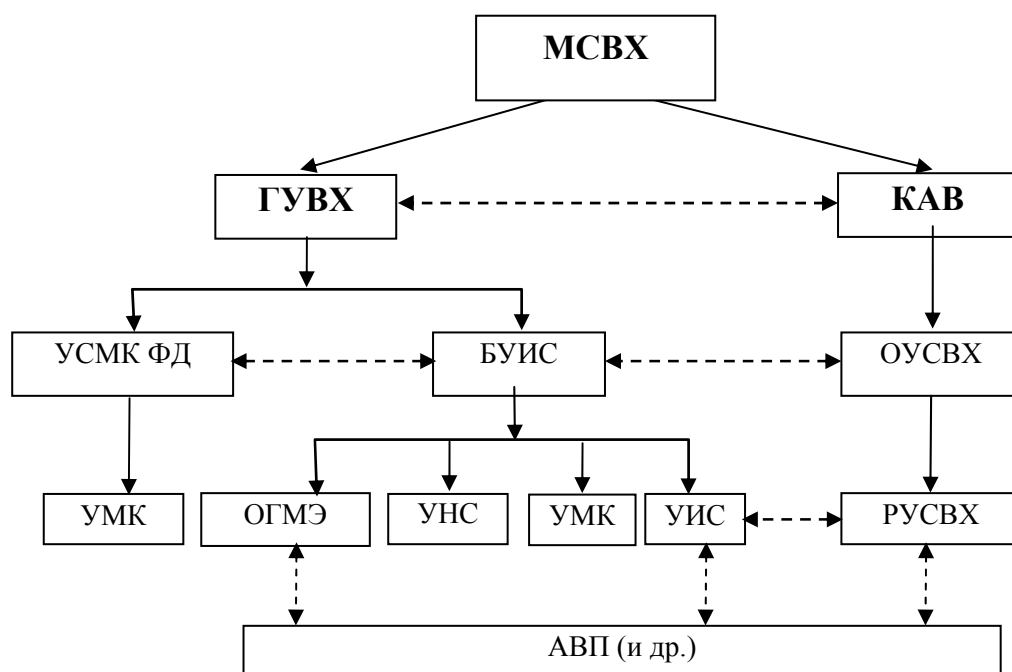 МСВХ
ГУВХ
КАВ
УСМК ФД
БУИС
ОУСВХ
УМК
ОГМЭ
УНС
УМК
УИС
РУСВХ
АВП (и др.)